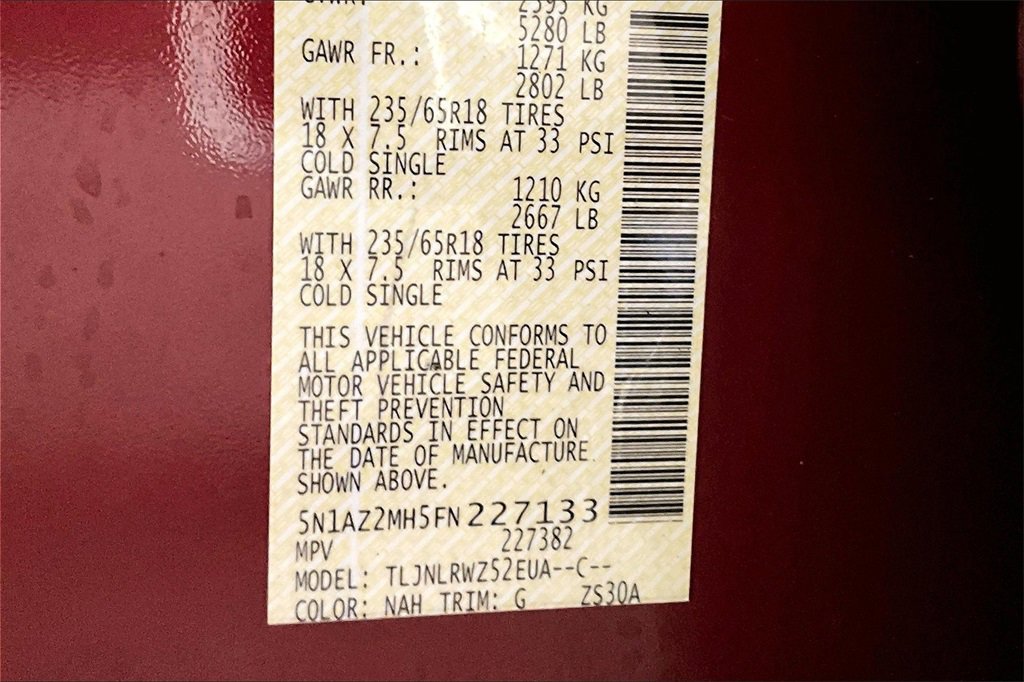 GVWR: 2395 KG
5280 LB
GAWR FR.: 1271 KG
2802 LB
WITH 235/65R18 TIRES
18 X 7.5 RIMS AT 33 PSI
COLD SINGLE
GAWR RR.: 1210 KG
2667 LB
WITH 235/65R18 TIRES
18 X 7.5 RIMS AT 33 PSI
COLD SINGLE
THIS VEHICLE CONFORMS TO
ALL APPLICABLE FEDERAL
MOTOR VEHICLE SAFETY AND
THEFT PREVENTION
STANDARDS IN EFFECT ON
THE DATE OF MANUFACTURE
SHOWN ABOVE.
5N1AZ2MH5FN227133
MPV 227382
MODEL: TLJNLRWZ52EUA--C--
COLOR: NAH TRIM: G ZS30A